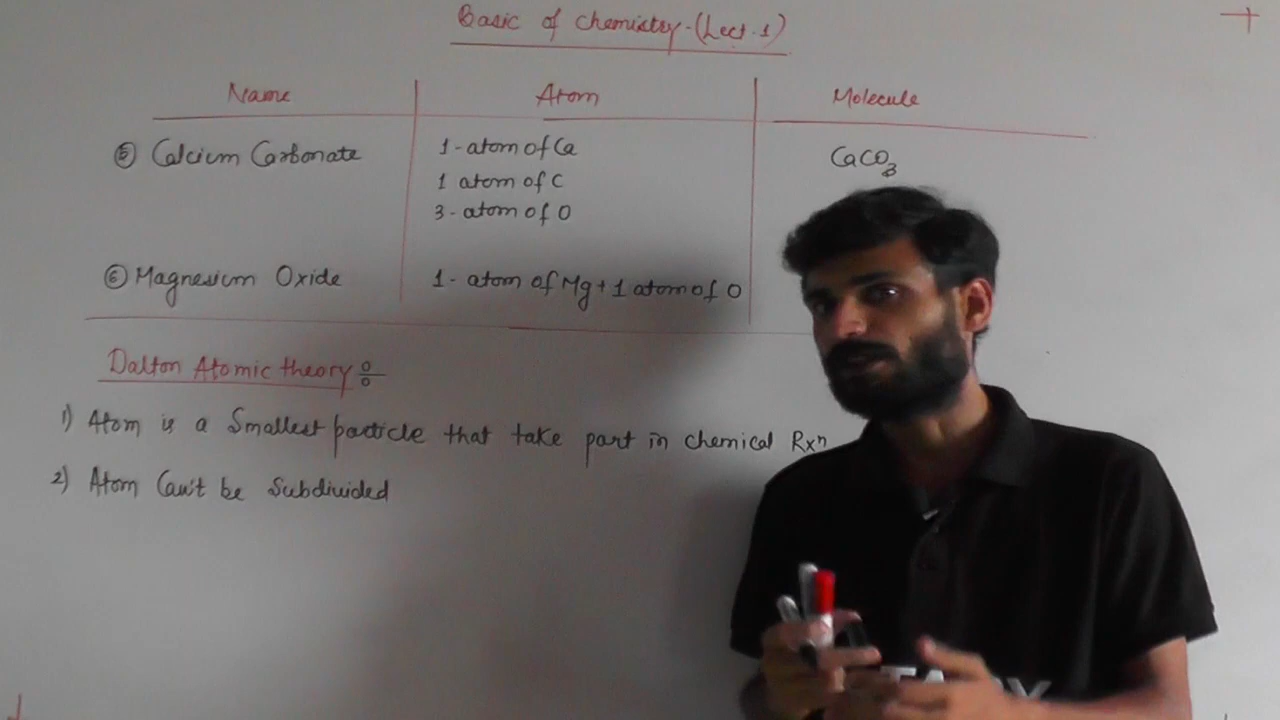 Basic of chemistry-(Lect-1)
Name Atom Molecule
⑤ Calcium Carbonate 1-atom of Ca CaCO₃
1 atom of C
3-atom of O
⑥ Magnesium Oxide 1-atom of Mg+1 atom of O
Dalton Atomic theory÷
1) Atom is a Smallest particle that take part in chemical Rxⁿ
2) Atom Can't be Subdivided